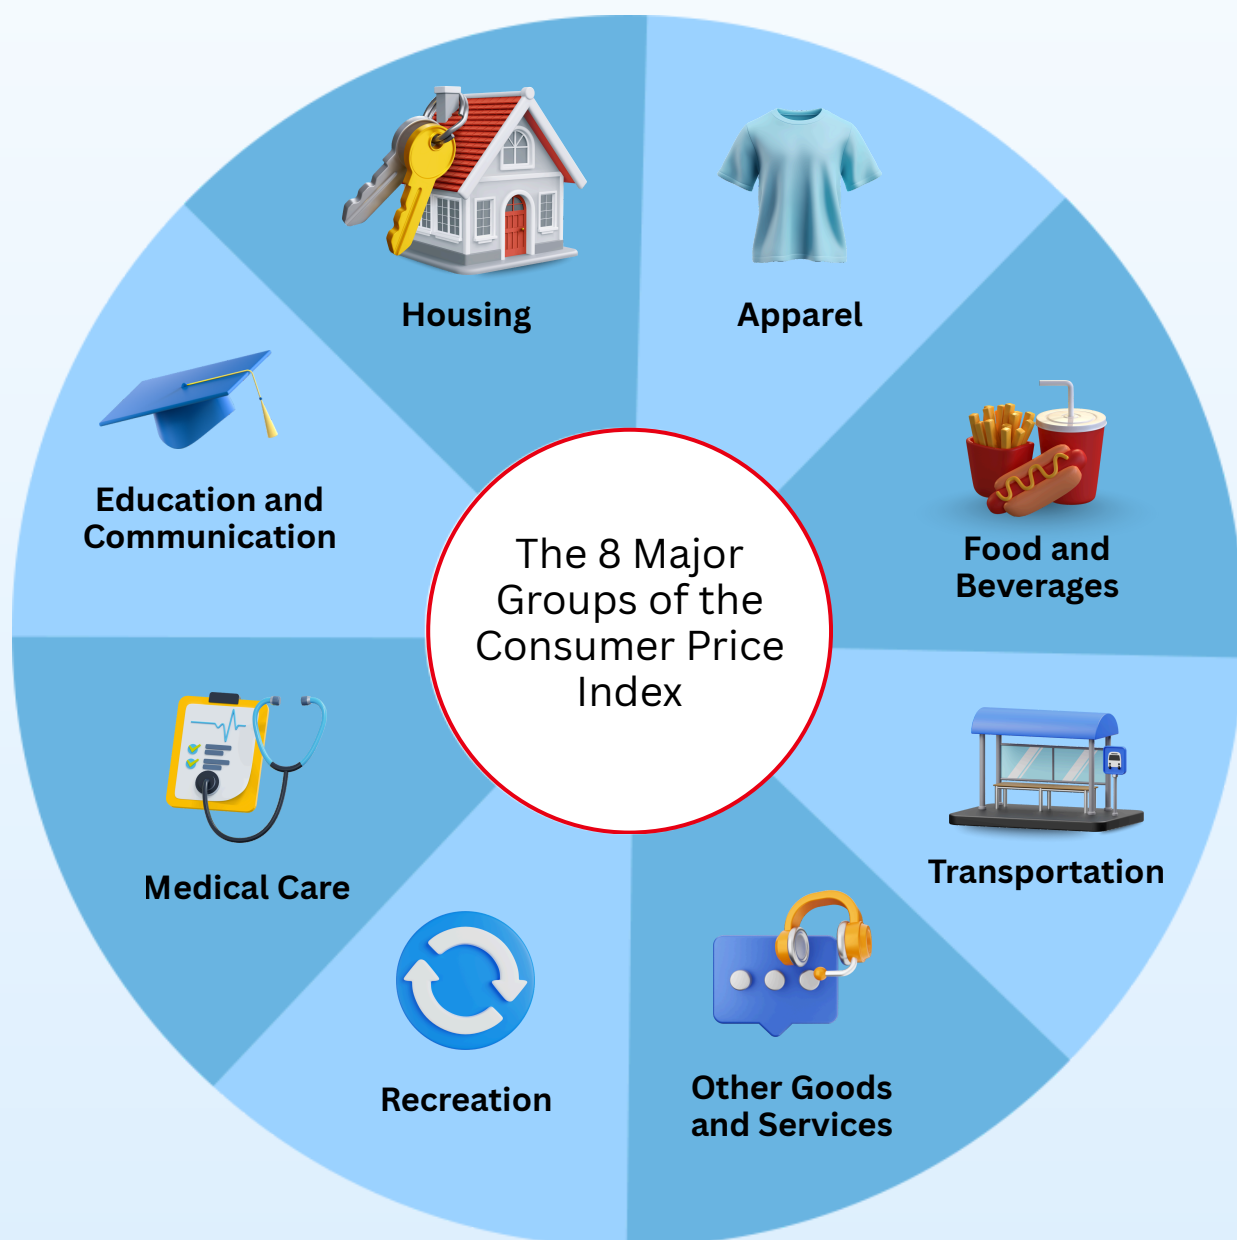 Housing
Apparel
Education and
Communication
Food and
Beverages
The 8 Major
Groups of the
Consumer Price
Index
Medical Care
Transportation
Recreation
Other Goods
and Services